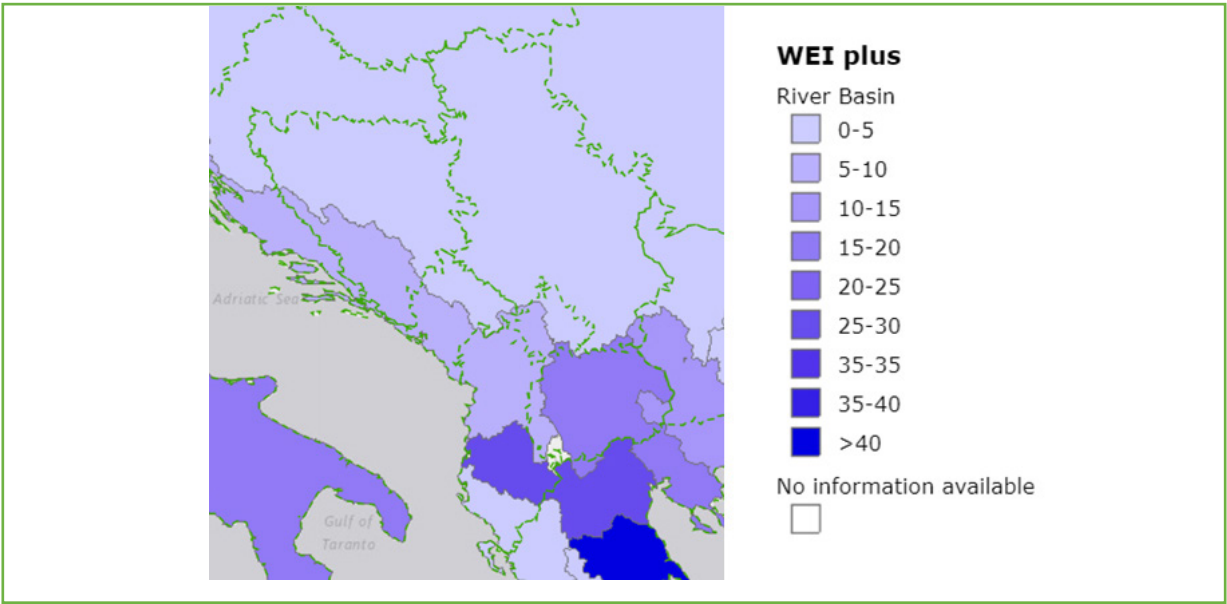 WEI plus
River Basin
0-5
5-10
10-15
15-20
20-25
25-30
35-35
35-40
>40
No information available
Adriatic Sea
Gulf of
Taranto